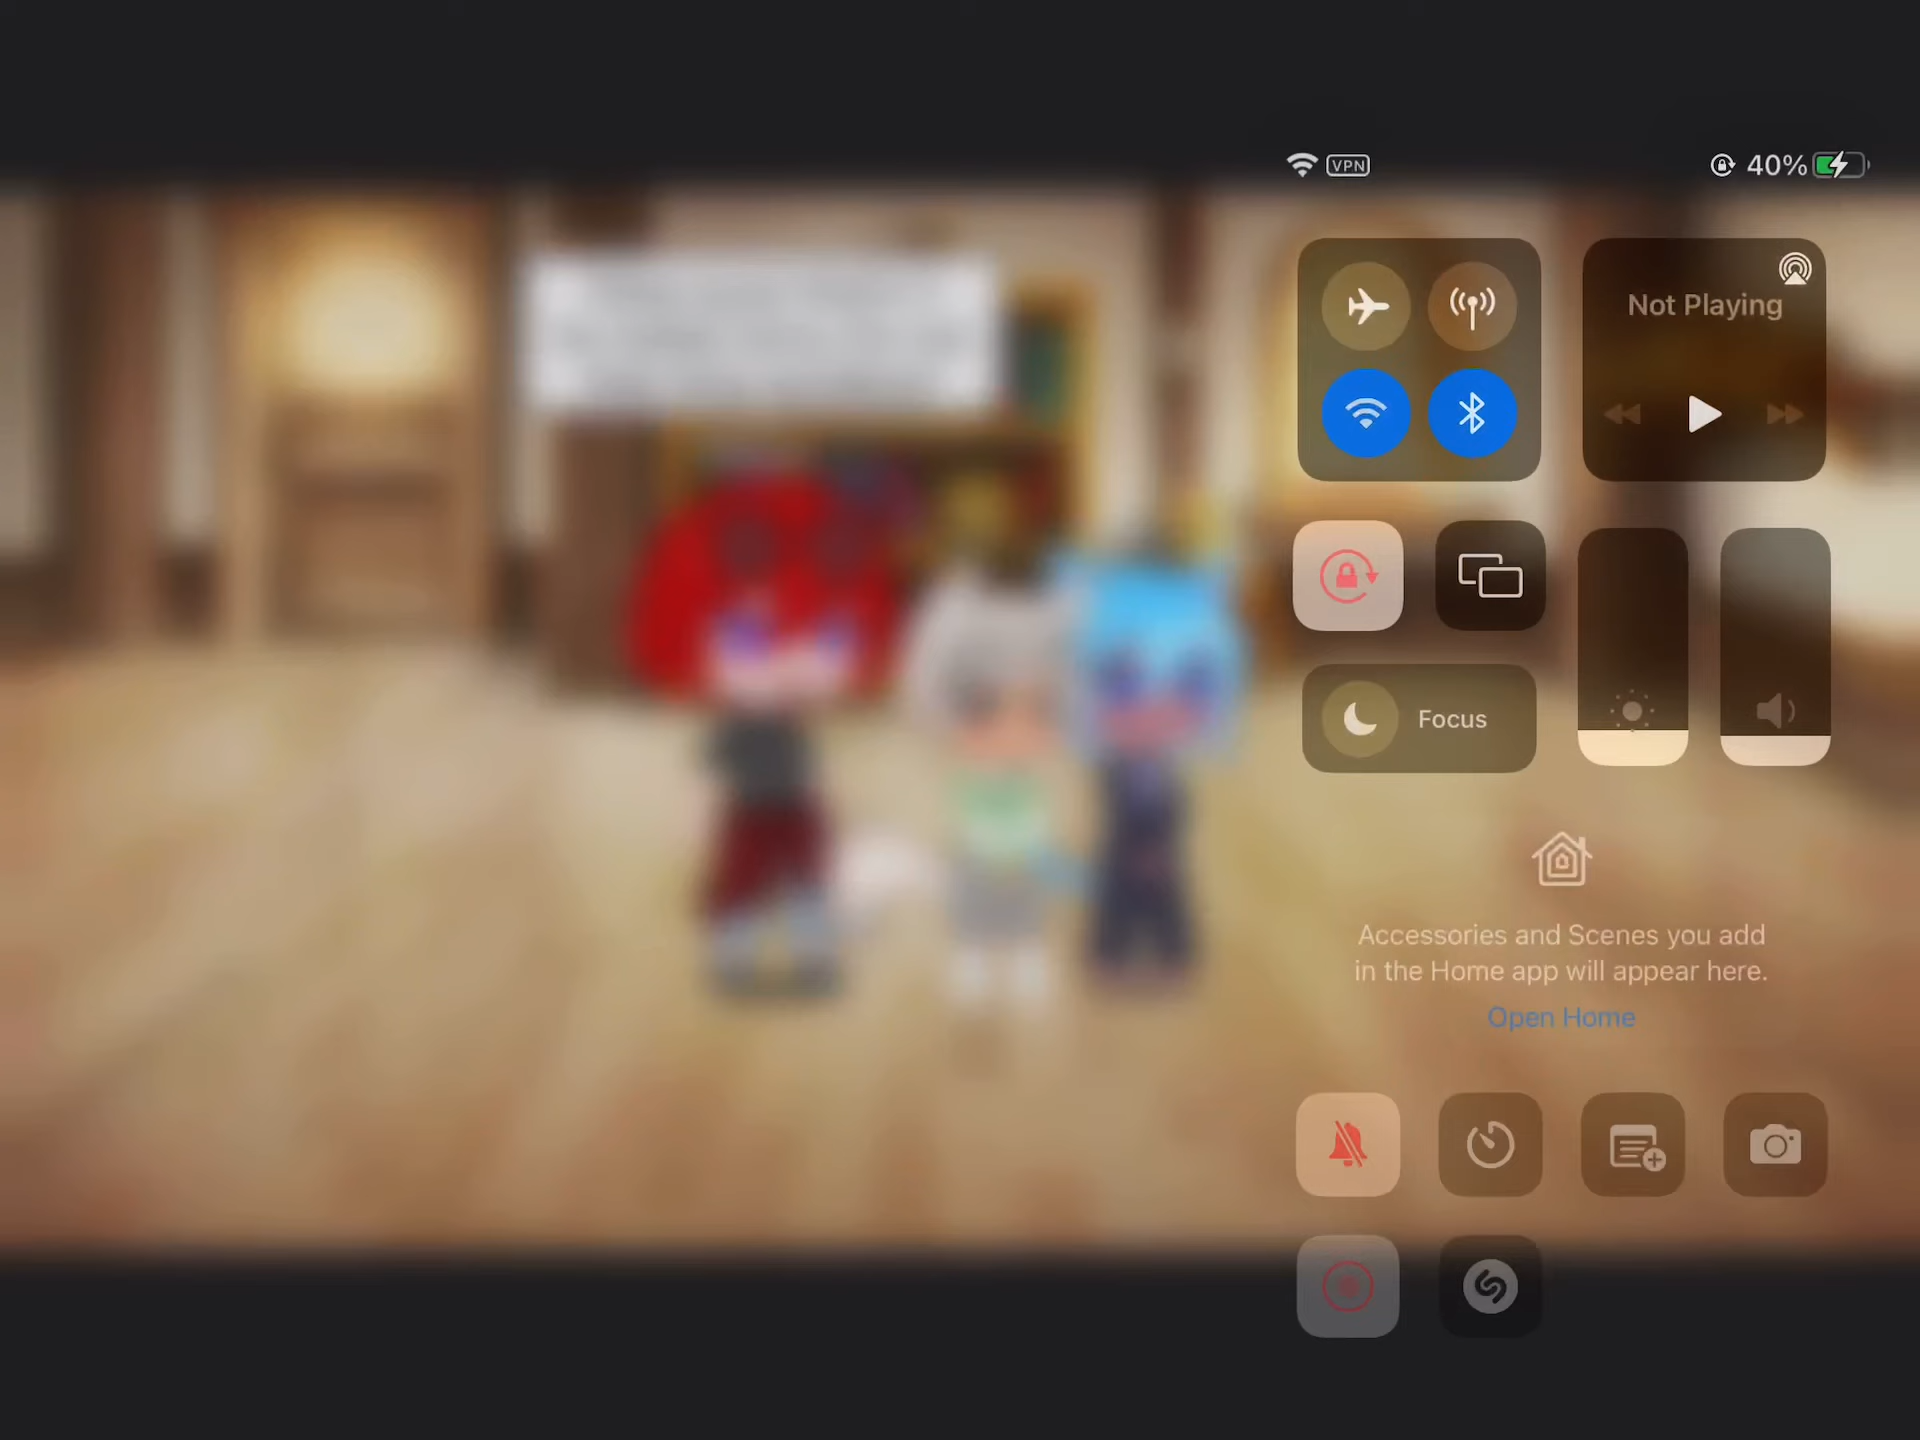 VPN
40%
Not Playing
Focus
Accessories and Scenes you add
in the Home app will appear here.
Open Home